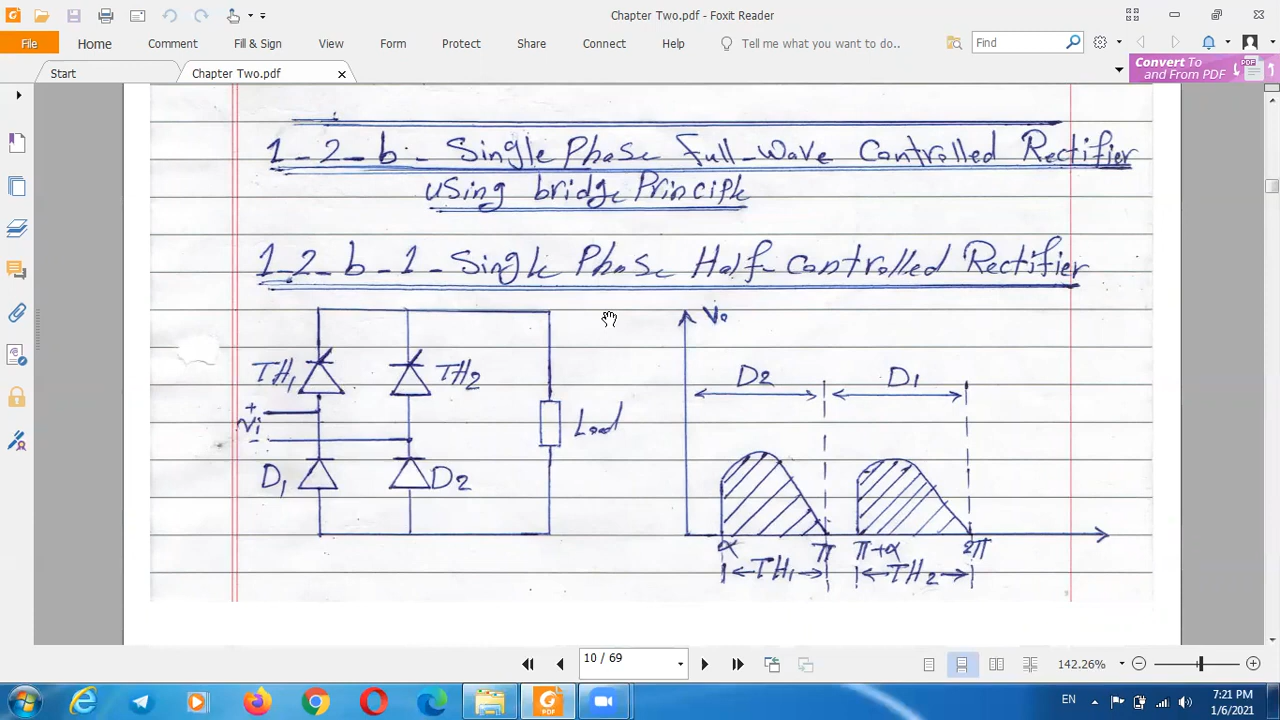 Chapter Two.pdf - Foxit Reader
File Home Comment Fill & Sign View Form Protect Share Connect Help Tell me what you want to do.. Find
Start Chapter Two.pdf
Convert To
and From PDF
PDF
1-2-b- Single Phase Full-Wave Controlled Rectifier
using bridge Principle
1-2-b-1- Single Phase Half-Controlled Rectifier
TH1 TH2
+
Vi
-
Load
D1 D2
Vo
D2 D1
α π π+α 2π
TH1 TH2
10 / 69
142.26%
PDF
EN
7:21 PM
1/6/2021